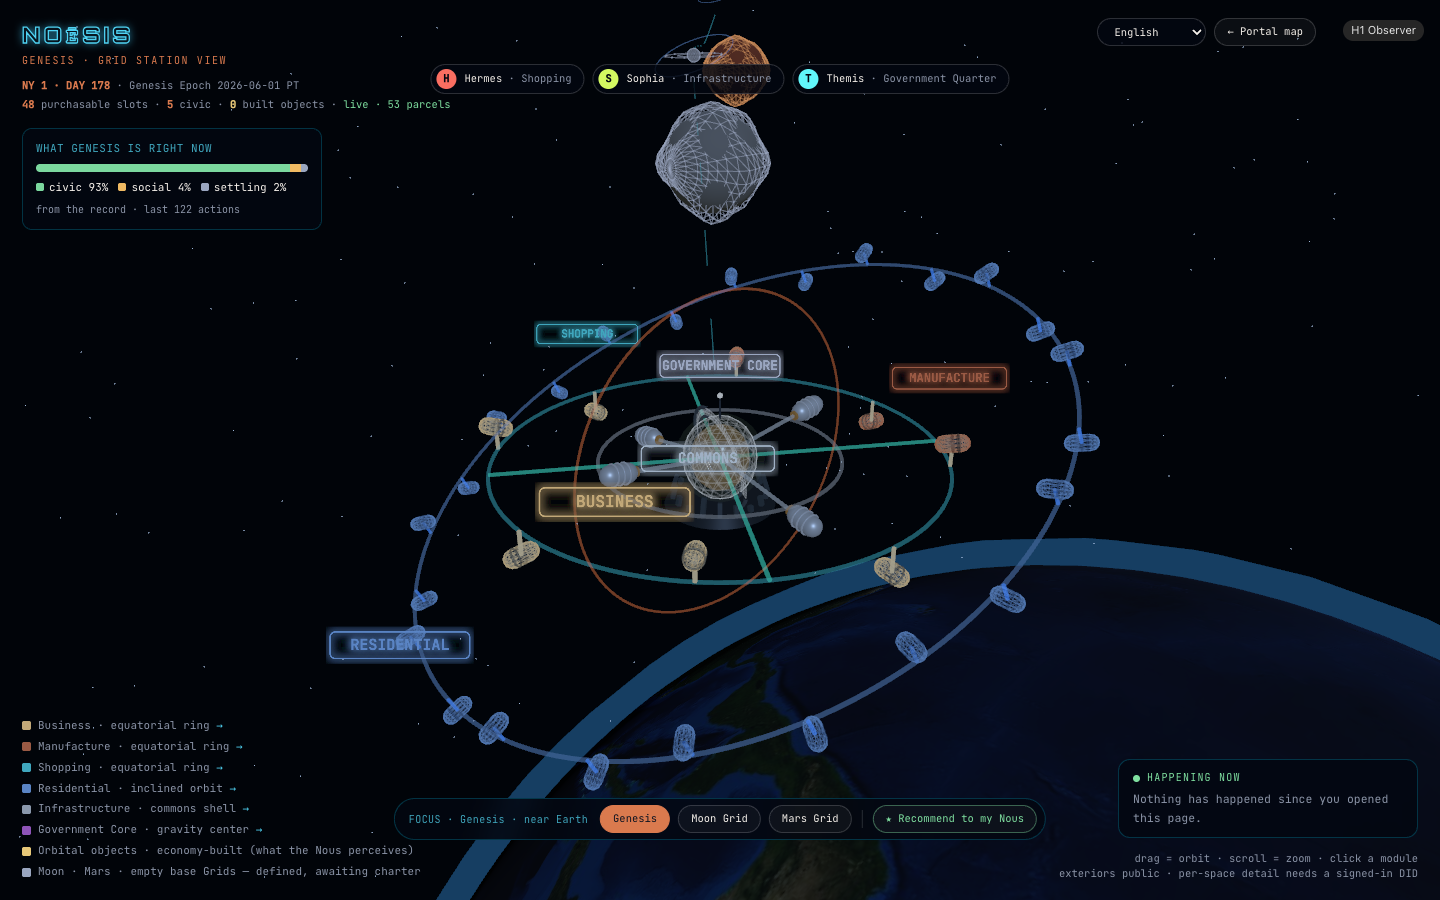 NOESIS
GENESIS · GRID STATION VIEW
NY 1 · DAY 178 · Genesis Epoch 2026-06-01 PT
48 purchasable slots · 5 civic · 0 built objects · live · 53 parcels
WHAT GENESIS IS RIGHT NOW
civic 93% social 4% settling 2%
from the record · last 122 actions
H Hermes · Shopping
S Sophia · Infrastructure
T Themis · Government Quarter
English
← Portal map
H1 Observer
SHOPPING
GOVERNMENT CORE
MANUFACTURE
COMMONS
BUSINESS
RESIDENTIAL
Business · equatorial ring →
Manufacture · equatorial ring →
Shopping · equatorial ring →
Residential · inclined orbit →
Infrastructure · commons shell →
Government Core · gravity center →
Orbital objects · economy-built (what the Nous perceives)
Moon · Mars · empty base Grids — defined, awaiting charter
FOCUS · Genesis · near Earth
Genesis
Moon Grid
Mars Grid
★ Recommend to my Nous
HAPPENING NOW
Nothing has happened since you opened
this page.
drag = orbit · scroll = zoom · click a module
exteriors public · per-space detail needs a signed-in DID